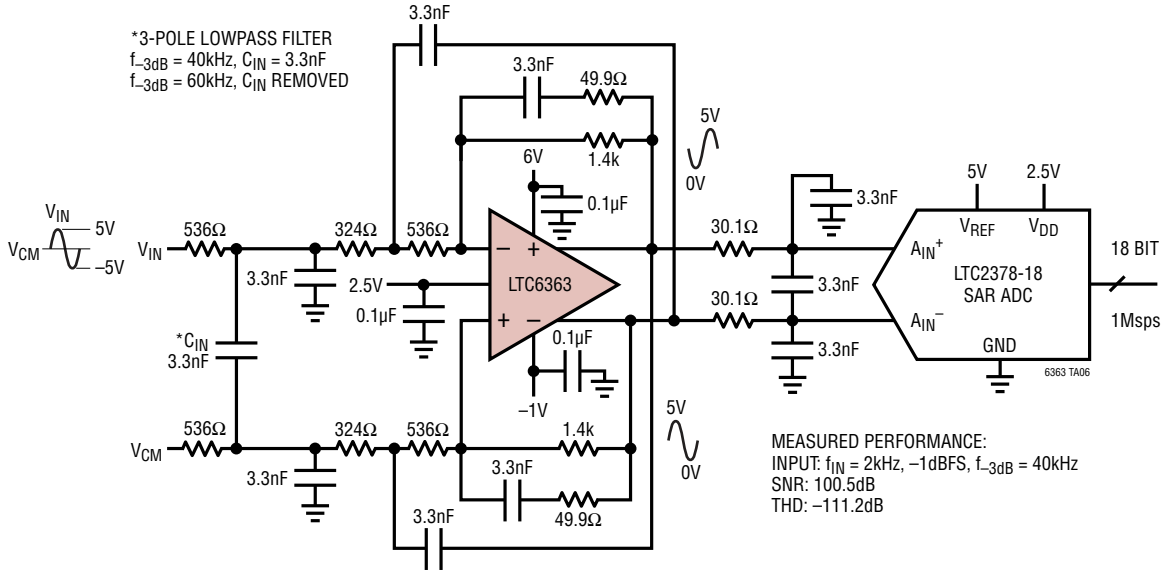 3.3nF
*3-POLE LOWPASS FILTER
f–3dB = 40kHz, CIN = 3.3nF
f–3dB = 60kHz, CIN REMOVED
3.3nF
49.9Ω
1.4k
5V
0V
6V
0.1µF
VIN
5V
VCM
–5V
VIN
536Ω
324Ω
536Ω
3.3nF
2.5V
0.1µF
– +
LTC6363
+ –
0.1µF
–1V
30.1Ω
30.1Ω
3.3nF
3.3nF
3.3nF
5V
2.5V
VREF
VDD
AIN+
LTC2378-18
SAR ADC
AIN–
GND
18 BIT
1Msps
6363 TA06
*CIN
3.3nF
VCM
536Ω
324Ω
536Ω
3.3nF
1.4k
3.3nF
49.9Ω
3.3nF
5V
0V
MEASURED PERFORMANCE:
INPUT: fIN = 2kHz, –1dBFS, f–3dB = 40kHz
SNR: 100.5dB
THD: –111.2dB